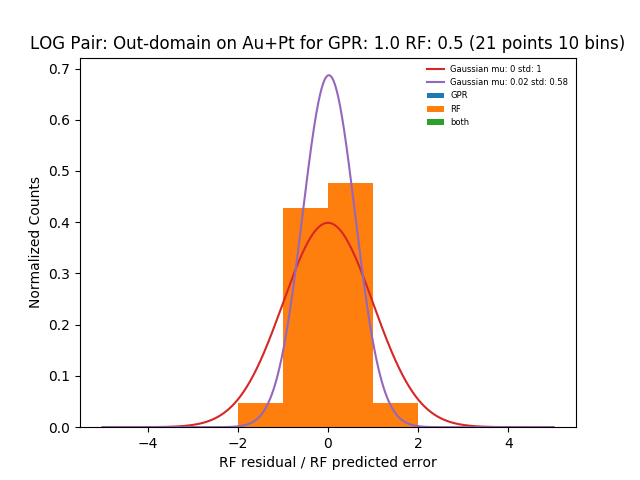 LOG Pair: Out-domain on Au+Pt for GPR: 1.0 RF: 0.5 (21 points 10 bins)
Gaussian mu: 0 std: 1
Gaussian mu: 0.02 std: 0.58
GPR
RF
both
Normalized Counts
0.7
0.6
0.5
0.4
0.3
0.2
0.1
0.0
−4 −2 0 2 4
RF residual / RF predicted error